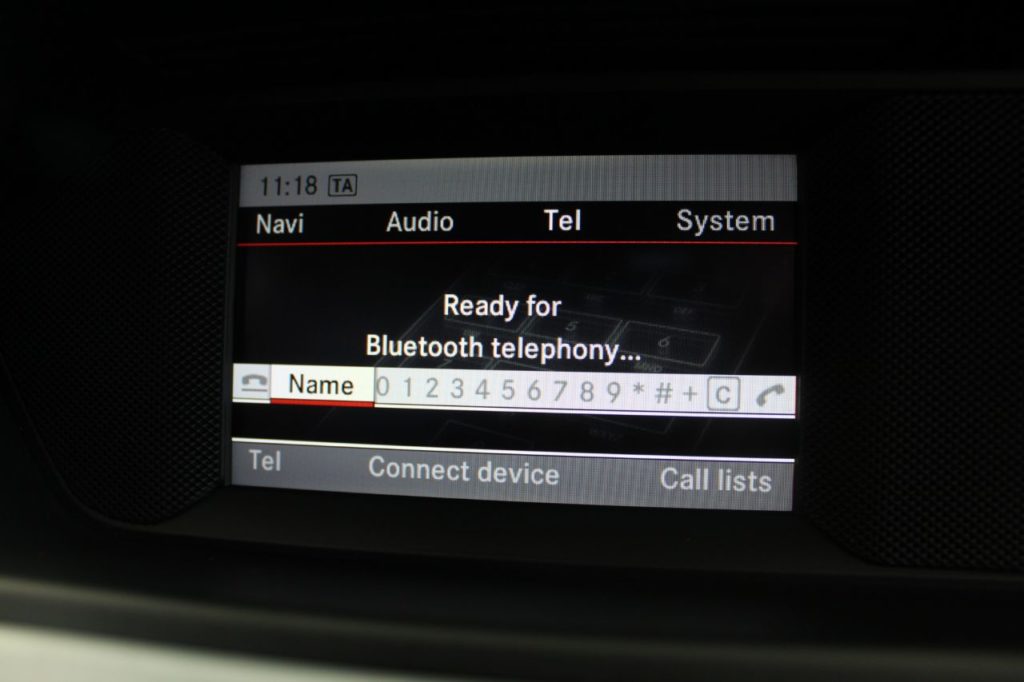 11:18 TA
Navi Audio Tel System
Ready for
Bluetooth telephony...
Name 0 1 2 3 4 5 6 7 8 9 * # + C
Tel Connect device Call lists